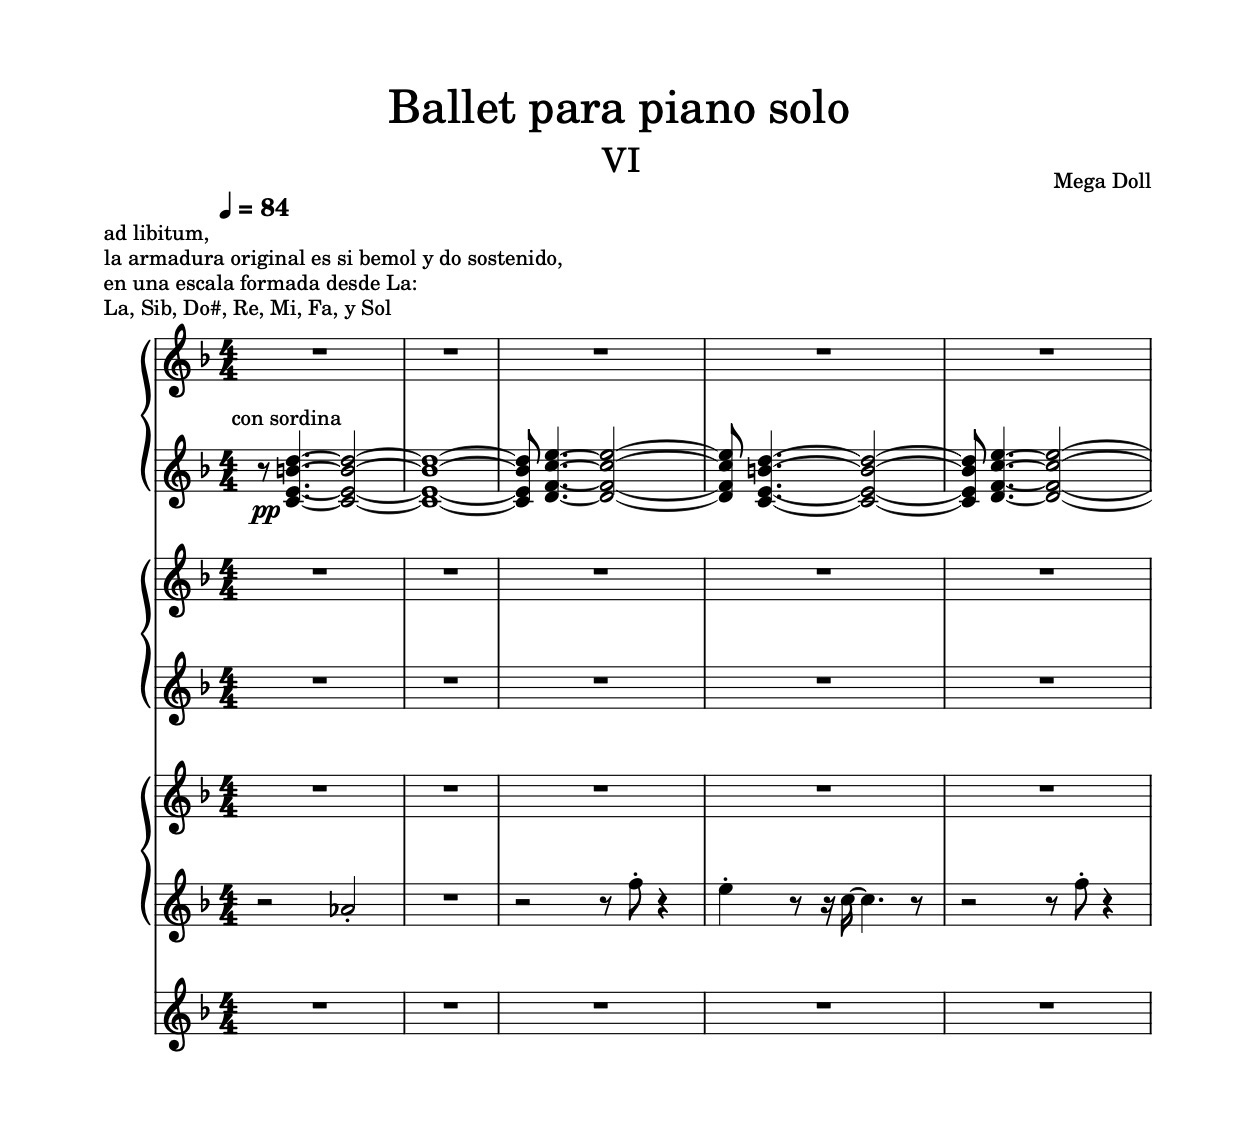 Ballet para piano solo
VI
Mega Doll
♩ = 84
ad libitum,
la armadura original es si bemol y do sostenido,
en una escala formada desde La:
La, Sib, Do#, Re, Mi, Fa, y Sol
con sordina
pp